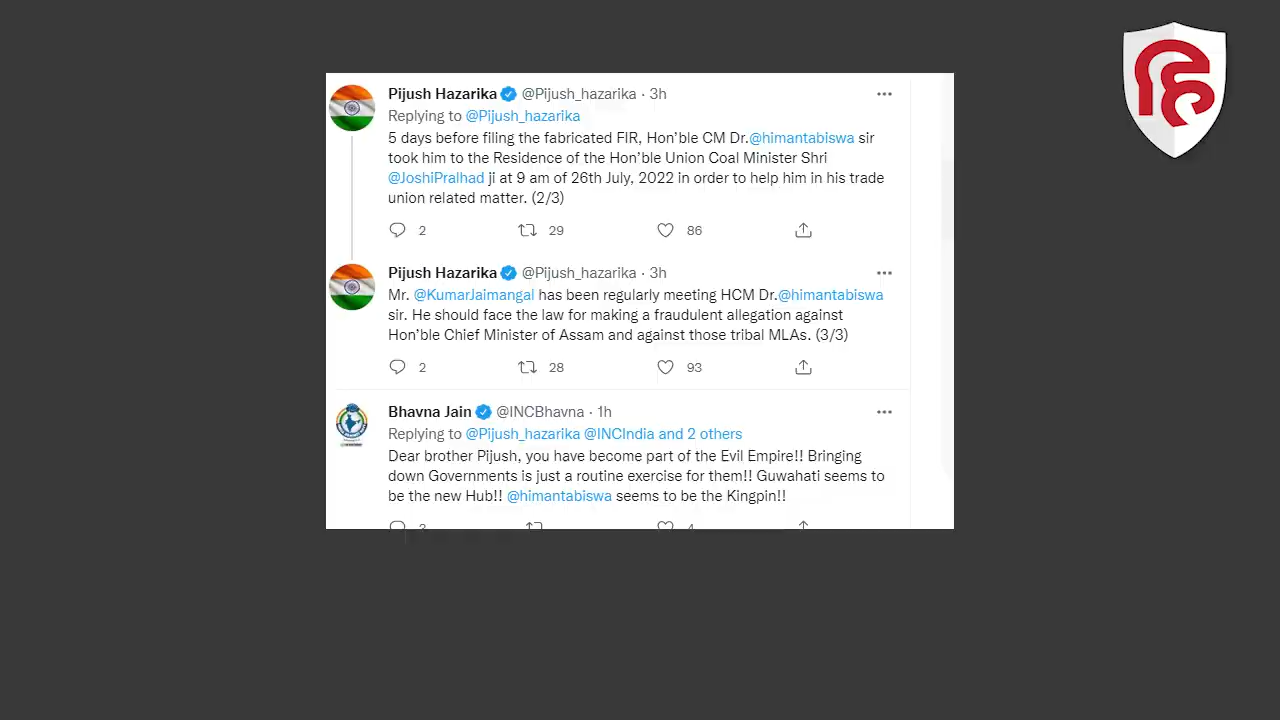 Pijush Hazarika @Pijush_hazarika · 3h
Replying to @Pijush_hazarika
5 days before filing the fabricated FIR, Hon’ble CM Dr.@himantabiswa sir
took him to the Residence of the Hon’ble Union Coal Minister Shri
@JoshiPralhad ji at 9 am of 26th July, 2022 in order to help him in his trade
union related matter. (2/3)
2 29 86
Pijush Hazarika @Pijush_hazarika · 3h
Mr. @KumarJaimangal has been regularly meeting HCM Dr.@himantabiswa
sir. He should face the law for making a fraudulent allegation against
Hon’ble Chief Minister of Assam and against those tribal MLAs. (3/3)
2 28 93
Bhavna Jain @INCBhavna · 1h
Replying to @Pijush_hazarika @INCIndia and 2 others
Dear brother Pijush, you have become part of the Evil Empire!! Bringing
down Governments is just a routine exercise for them!! Guwahati seems to
be the new Hub!! @himantabiswa seems to be the Kingpin!!